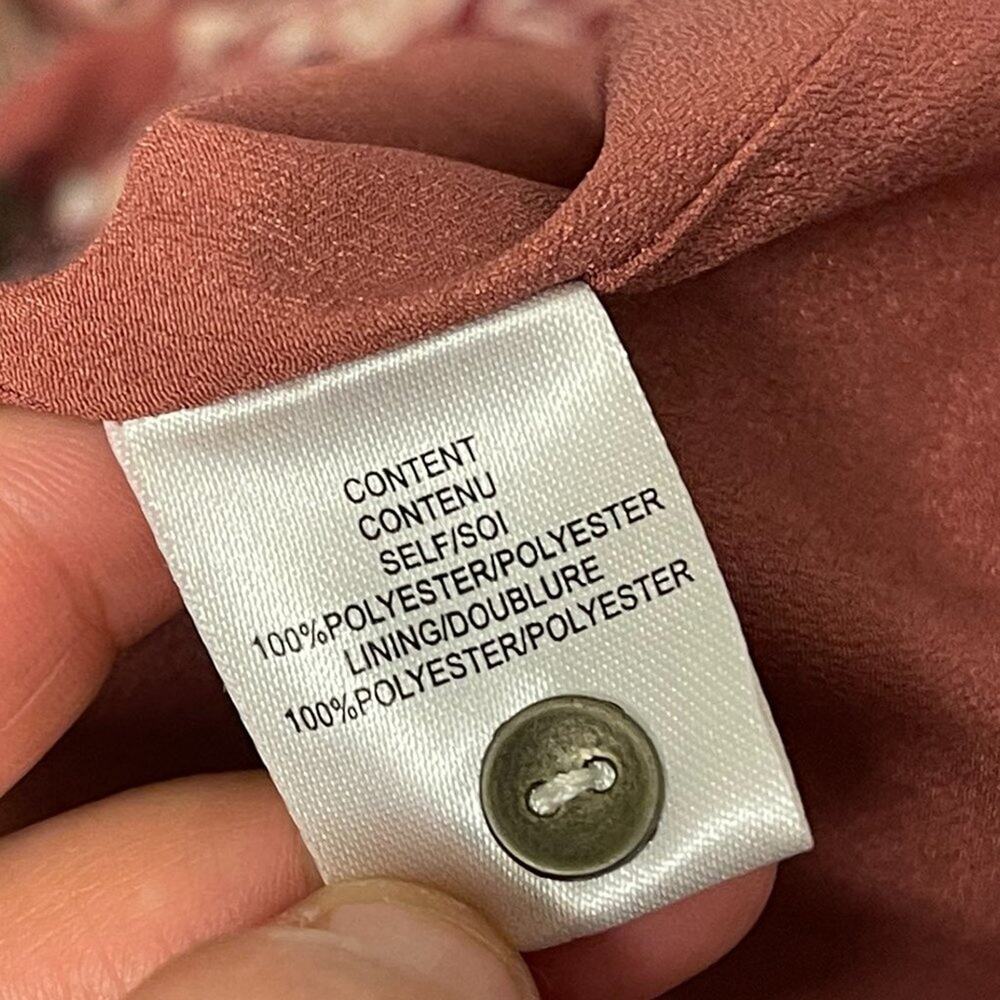 CONTENT
CONTENU
SELF/SOI
100%POLYESTER/POLYESTER
LINING/DOUBLURE
100%POLYESTER/POLYESTER